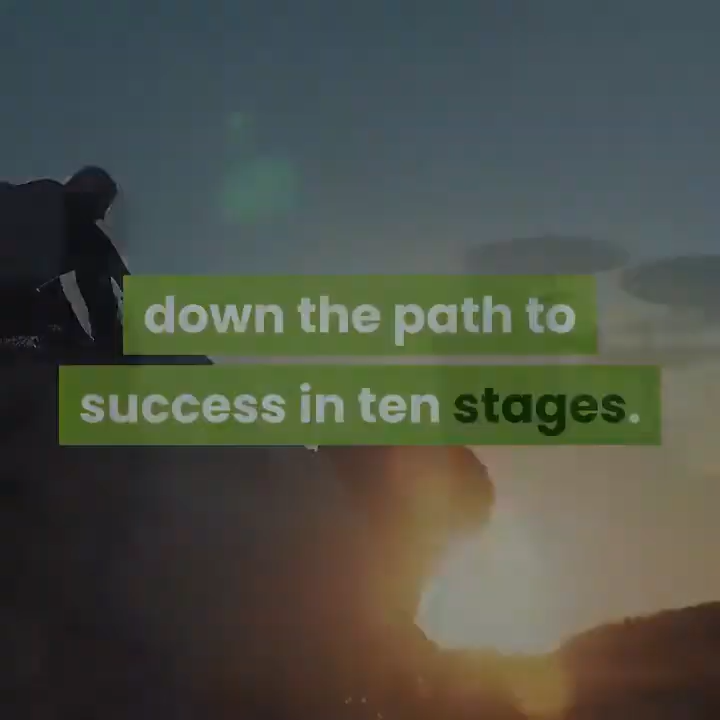 down the path to
success in ten stages.